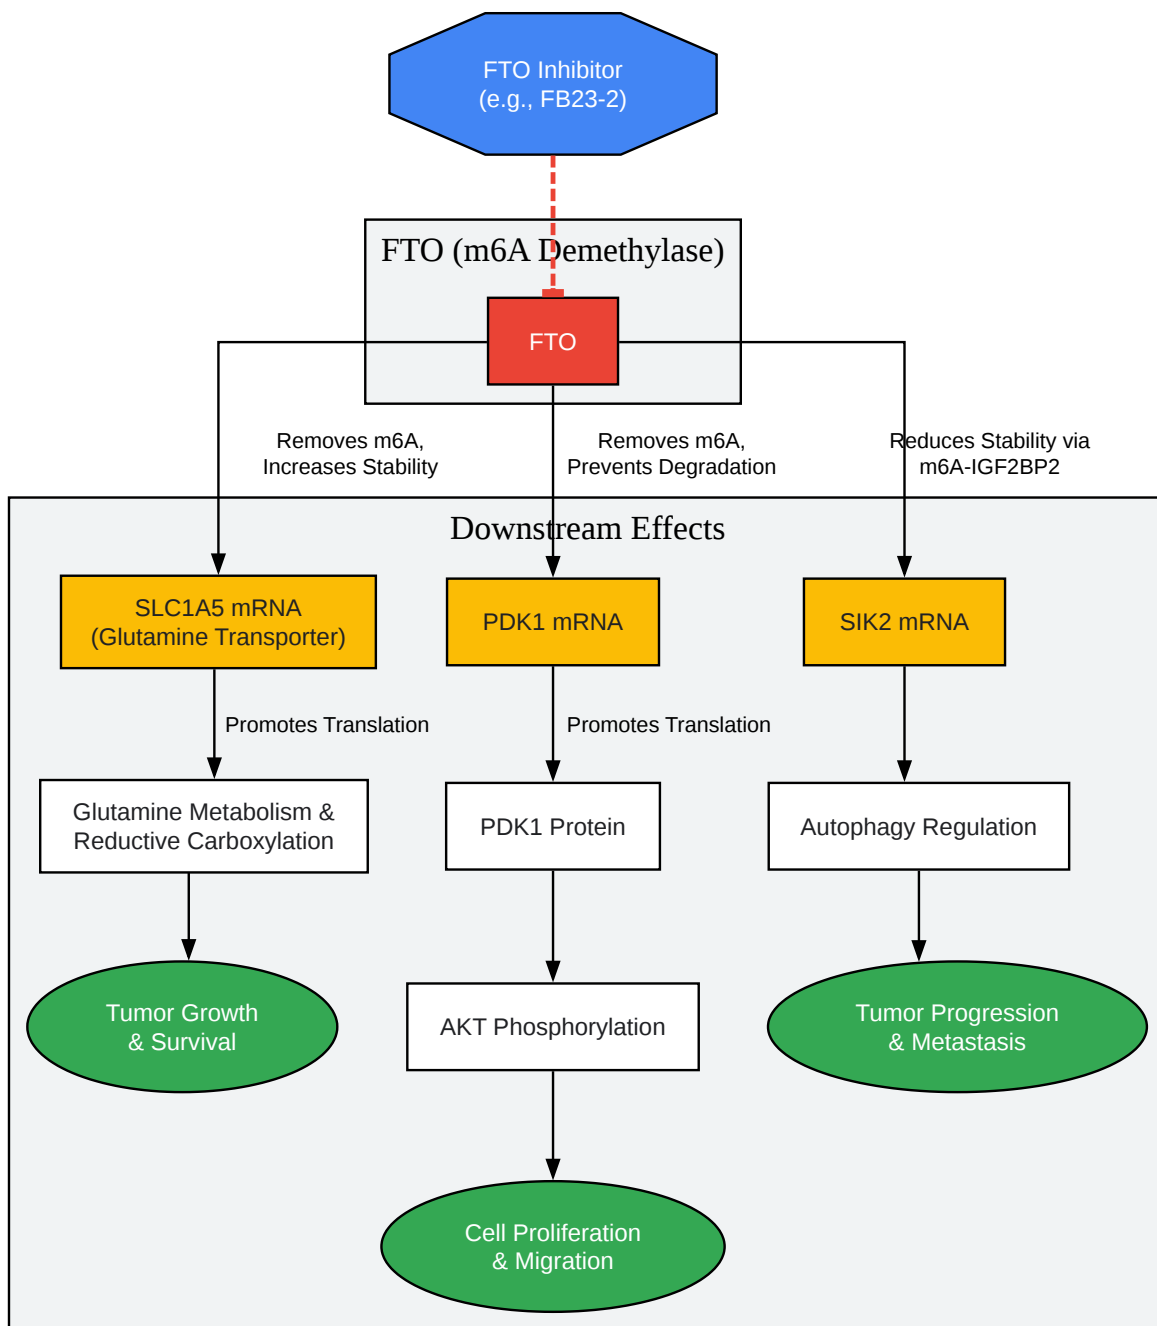 FTO Inhibitor
(e.g., FB23-2)
FTO (m6A Demethylase)
FTO
Removes m6A,
Increases Stability
Removes m6A,
Prevents Degradation
Reduces Stability via
m6A-IGF2BP2
Downstream Effects
SLC1A5 mRNA
(Glutamine Transporter)
PDK1 mRNA
SIK2 mRNA
Promotes Translation
Promotes Translation
Glutamine Metabolism &
Reductive Carboxylation
PDK1 Protein
Autophagy Regulation
Tumor Growth
& Survival
AKT Phosphorylation
Tumor Progression
& Metastasis
Cell Proliferation
& Migration